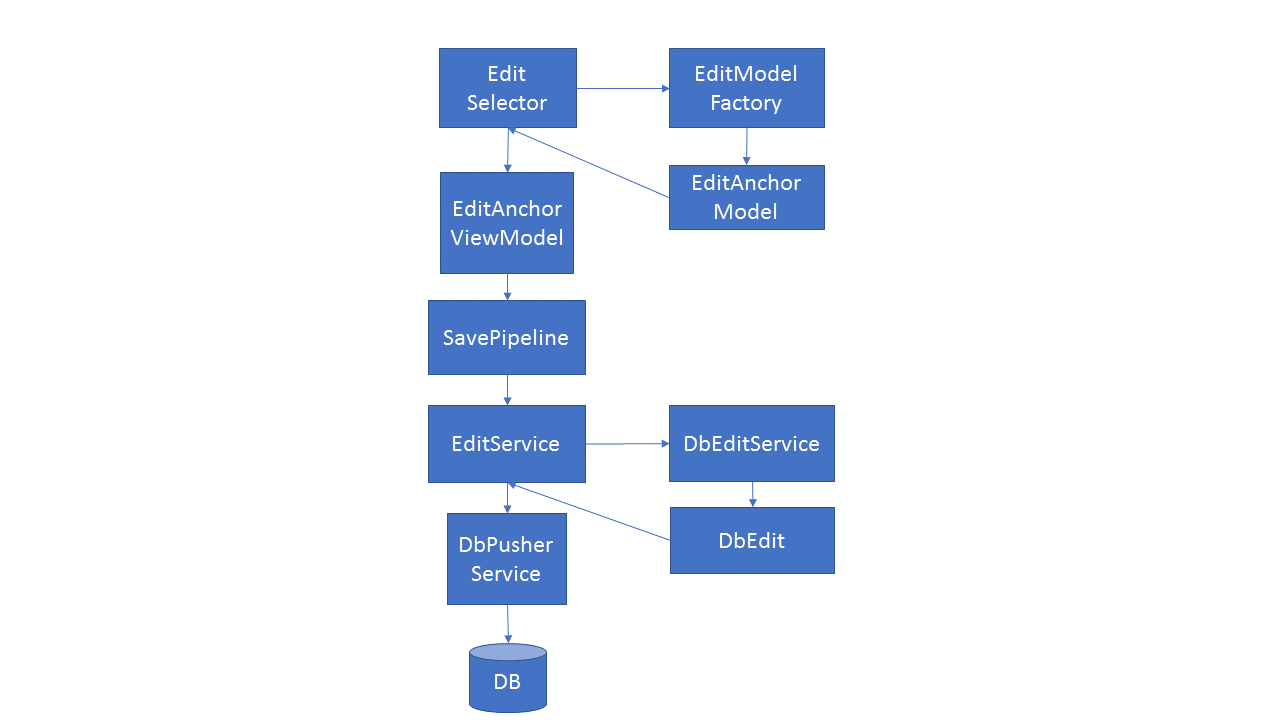 Edit
Selector
EditModel
Factory
EditAnchor
Model
EditAnchor
ViewModel
SavePipeline
EditService
DbEditService
DbEdit
DbPusher
Service
DB